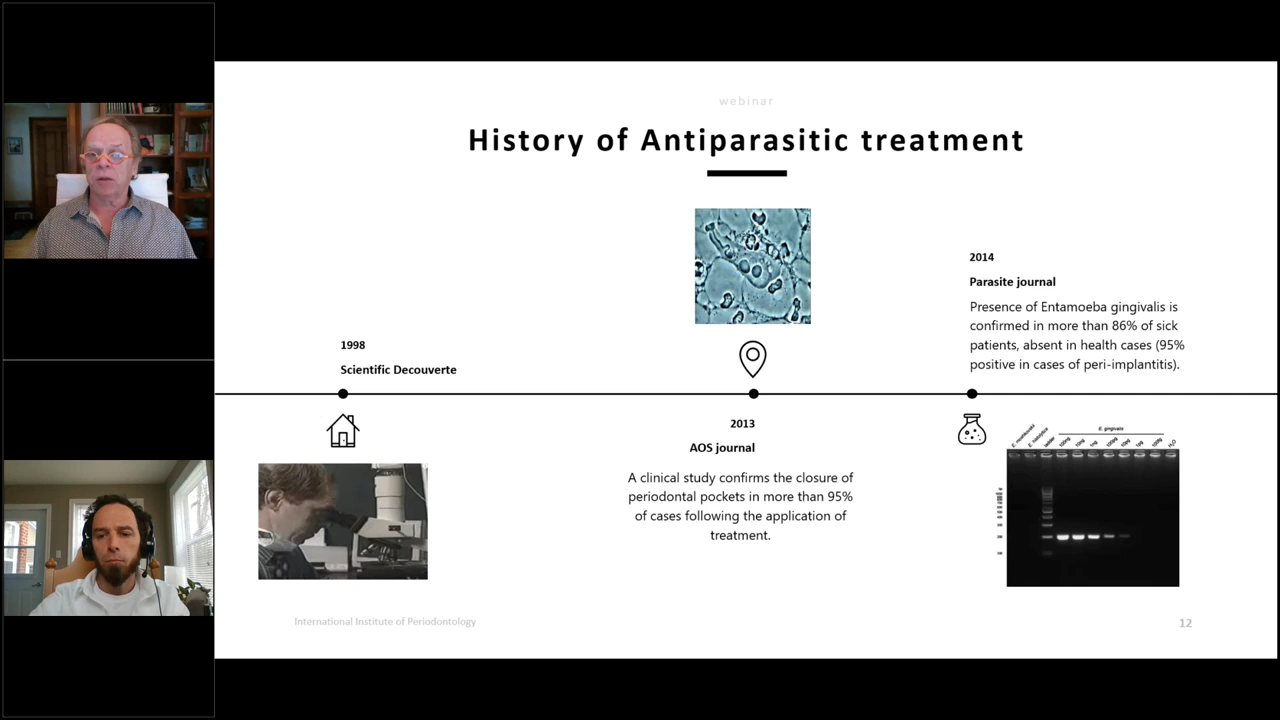 webinar
History of Antiparasitic treatment
1998
Scientific Decouverte
2013
AOS journal
A clinical study confirms the closure of
periodontal pockets in more than 95%
of cases following the application of
treatment.
2014
Parasite journal
Presence of Entamoeba gingivalis is
confirmed in more than 86% of sick
patients, absent in health cases (95%
positive in cases of peri-implantitis).
E. gingivalis
ladder
H₂O
International Institute of Periodontology
12